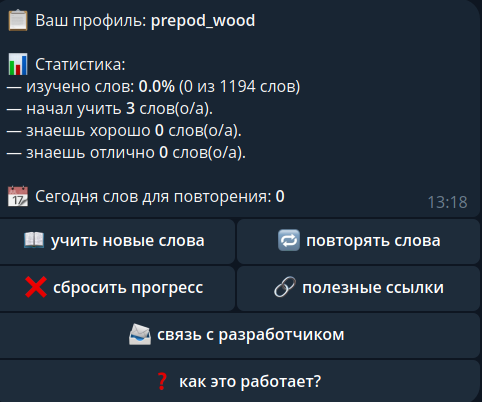 Ваш профиль: prepod_wood
Статистика:
— изучено слов: 0.0% (0 из 1194 слов)
— начал учить 3 слов(о/а).
— знаешь хорошо 0 слов(о/а).
— знаешь отлично 0 слов(о/а).
Сегодня слов для повторения: 0
13:18
учить новые слова
повторять слова
сбросить прогресс
полезные ссылки
связь с разработчиком
как это работает?